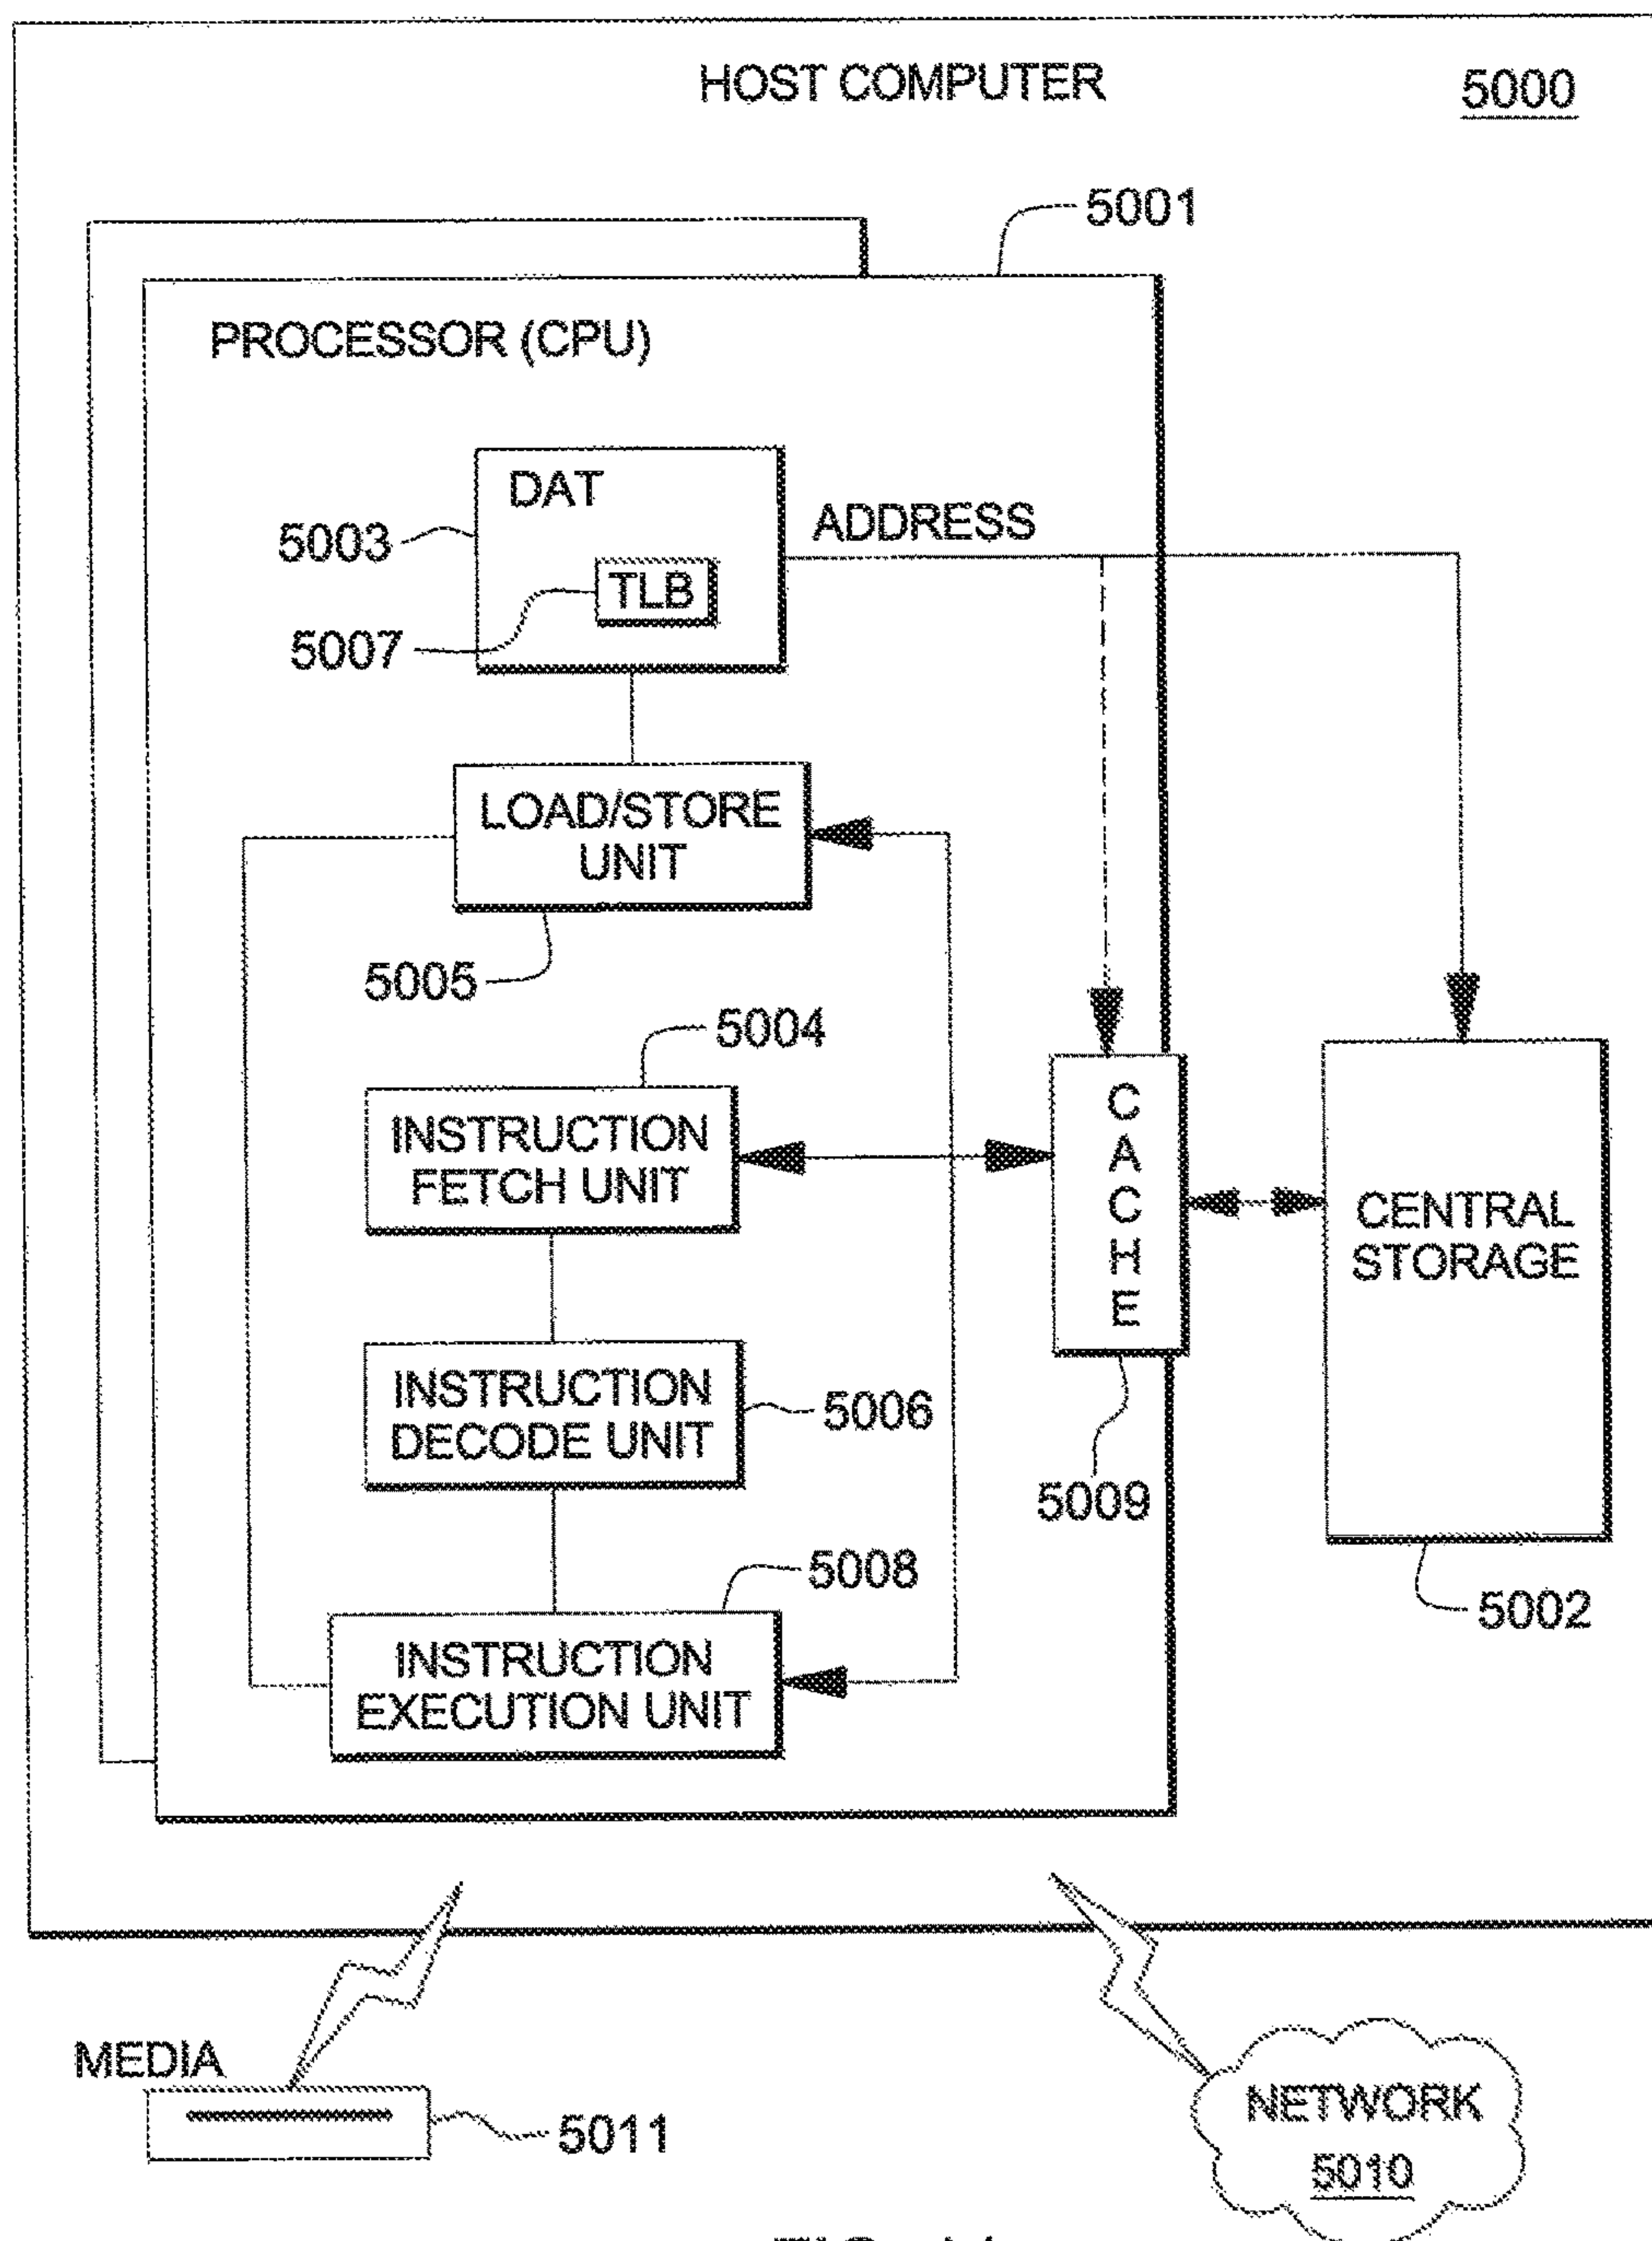 HOST COMPUTER
5000
5001
PROCESSOR (CPU)
DAT
5003
ADDRESS
TLB
5007
LOAD/STORE
UNIT
5005
5004
INSTRUCTION
FETCH UNIT
CACHE
CENTRAL
STORAGE
INSTRUCTION
DECODE UNIT
5006
5009
5008
5002
INSTRUCTION
EXECUTION UNIT
MEDIA
5011
NETWORK
5010